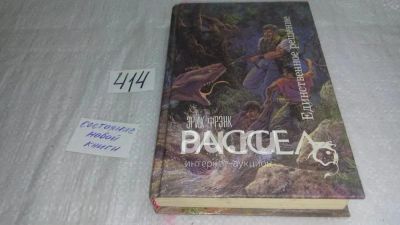 414
состояние
новой
книги
Эрик Фрэнк
РАССЕЛ
интернет-аукцион
Единственное решение